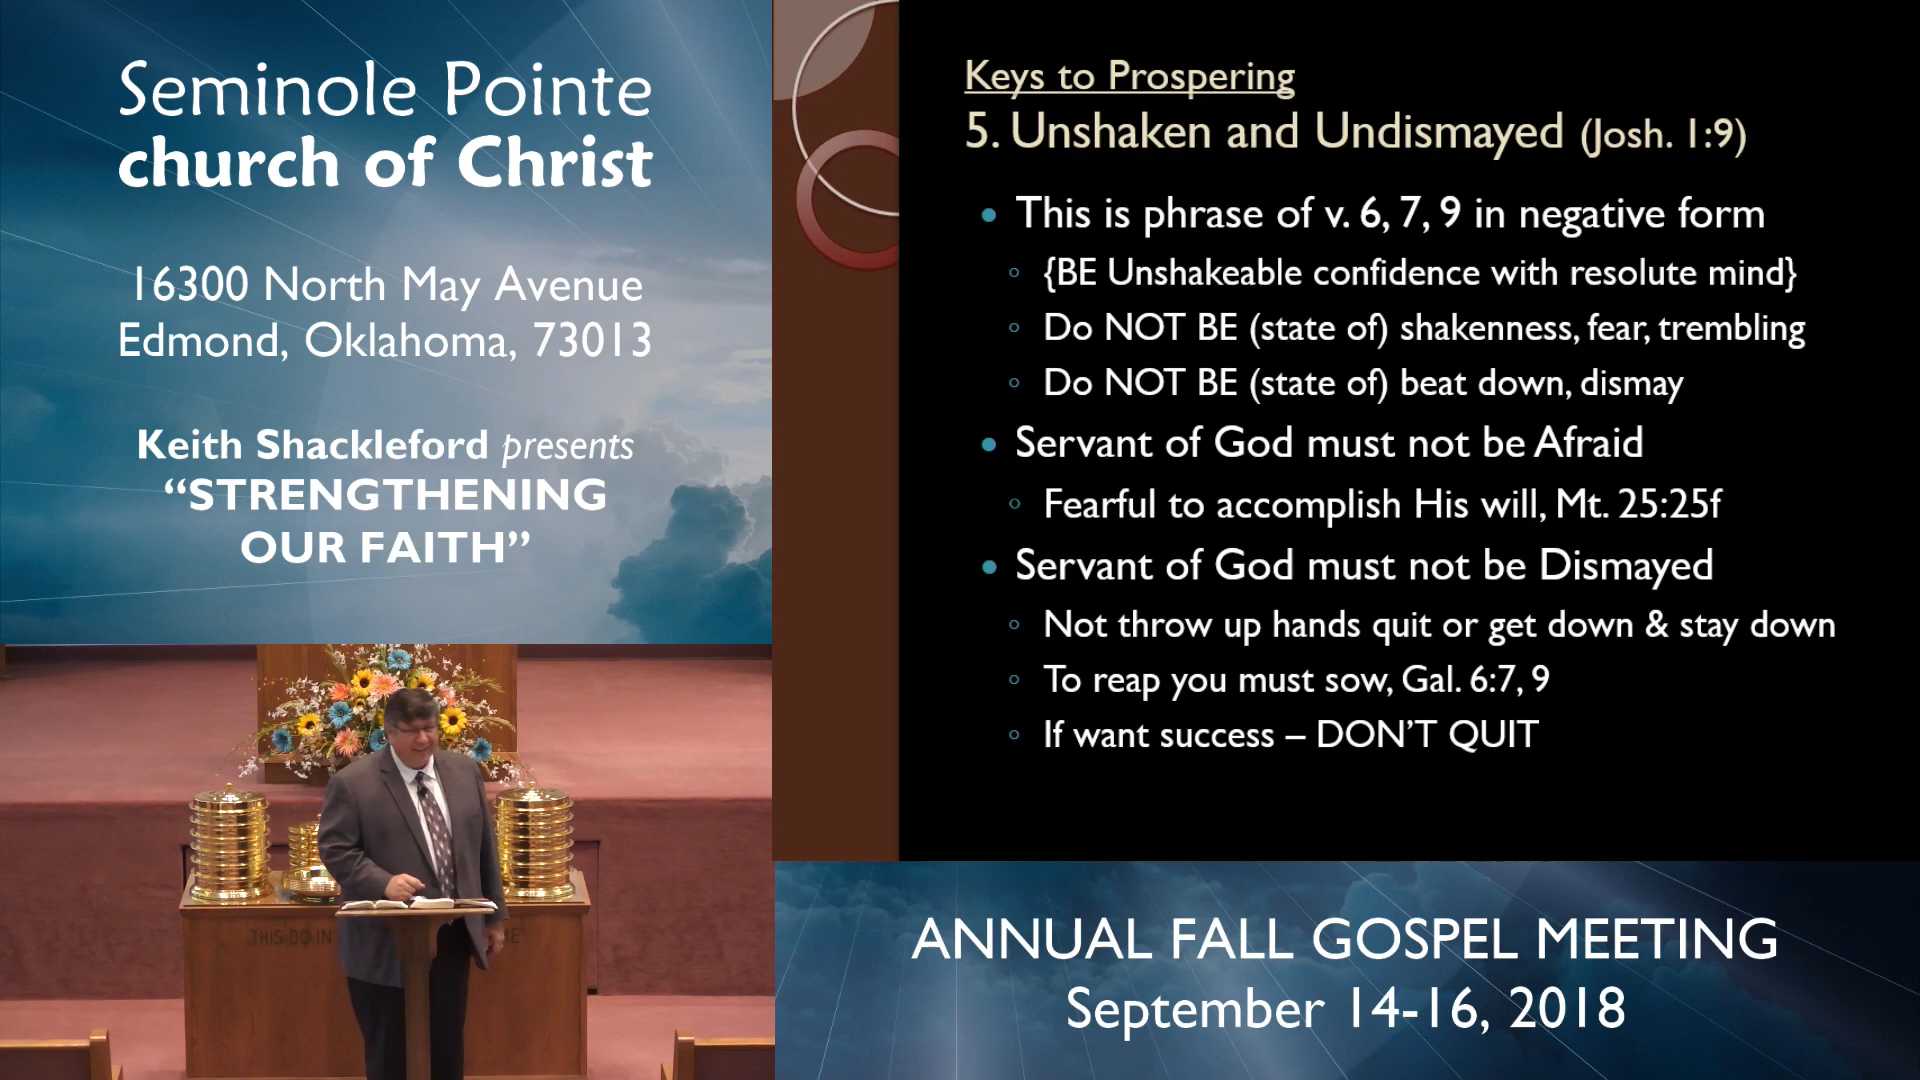 Seminole Pointe
church of Christ
16300 North May Avenue
Edmond, Oklahoma, 73013
Keith Shackleford presents
“STRENGTHENING
OUR FAITH”
THIS DO IN
ME
Keys to Prospering
5. Unshaken and Undismayed (Josh. 1:9)
• This is phrase of v. 6, 7, 9 in negative form
◦ {BE Unshakeable confidence with resolute mind}
◦ Do NOT BE (state of) shakenness, fear, trembling
◦ Do NOT BE (state of) beat down, dismay
• Servant of God must not be Afraid
◦ Fearful to accomplish His will, Mt. 25:25f
• Servant of God must not be Dismayed
◦ Not throw up hands quit or get down & stay down
◦ To reap you must sow, Gal. 6:7, 9
◦ If want success – DON’T QUIT
ANNUAL FALL GOSPEL MEETING
September 14-16, 2018